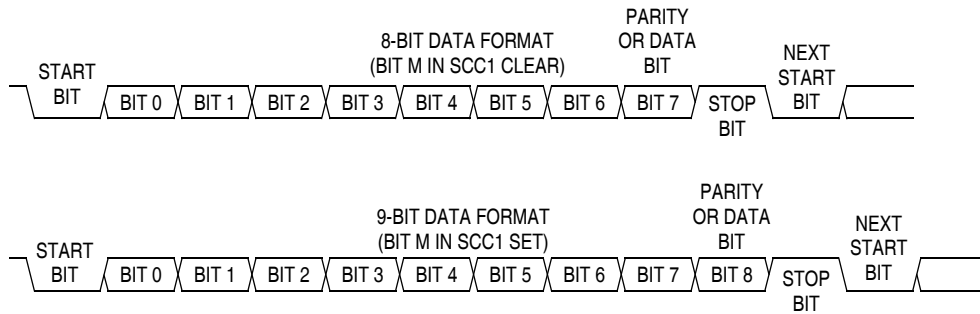 8-BIT DATA FORMAT
(BIT M IN SCC1 CLEAR)
PARITY
OR DATA
BIT
START
BIT
BIT 0
BIT 1
BIT 2
BIT 3
BIT 4
BIT 5
BIT 6
BIT 7
STOP
BIT
NEXT
START
BIT
9-BIT DATA FORMAT
(BIT M IN SCC1 SET)
PARITY
OR DATA
BIT
START
BIT
BIT 0
BIT 1
BIT 2
BIT 3
BIT 4
BIT 5
BIT 6
BIT 7
BIT 8
STOP
BIT
NEXT
START
BIT